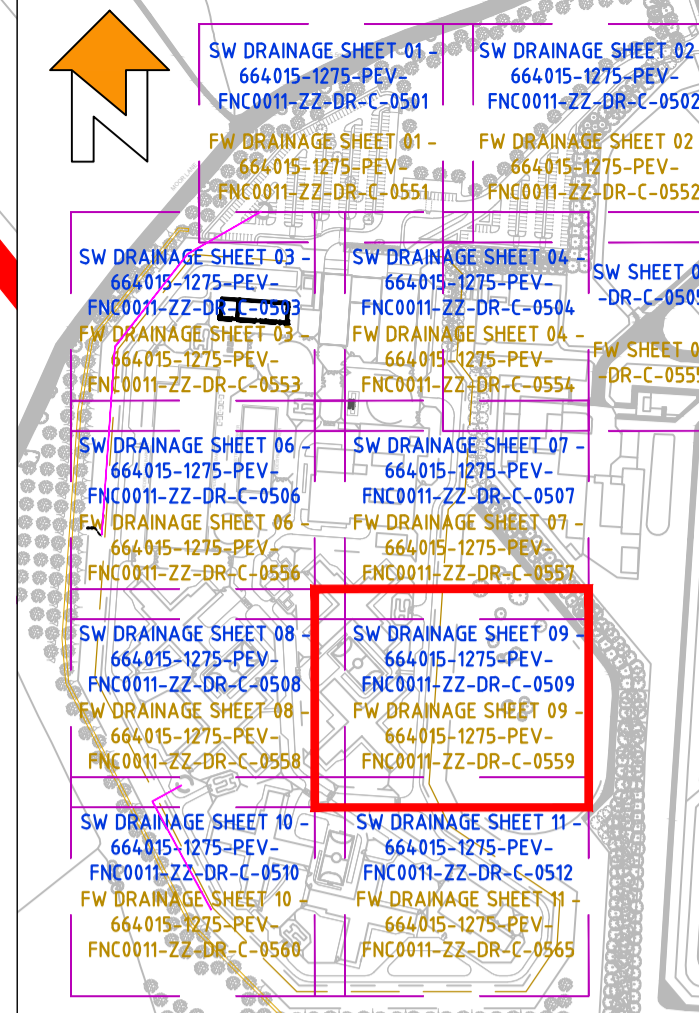 SW DRAINAGE SHEET 01 -
664015-1275-PEV-
FNC0011-ZZ-DR-C-0501
FW DRAINAGE SHEET 01 -
664015-1275-PEV-
FNC0011-ZZ-DR-C-0551
SW DRAINAGE SHEET 02
664015-1275-PEV-
FNC0011-ZZ-DR-C-0502
FW DRAINAGE SHEET 02
664015-1275-PEV-
FNC0011-ZZ-DR-C-0552
MOOR LANE
SW DRAINAGE SHEET 03 -
664015-1275-PEV-
FNC0011-ZZ-DR-C-0503
FW DRAINAGE SHEET 03 -
664015-1275-PEV-
FNC0011-ZZ-DR-C-0553
SW DRAINAGE SHEET 04 -
664015-1275-PEV-
FNC0011-ZZ-DR-C-0504
FW DRAINAGE SHEET 04 -
664015-1275-PEV-
FNC0011-ZZ-DR-C-0554
SW SHEET 0
-DR-C-0505
FW SHEET 0
-DR-C-0555
SW DRAINAGE SHEET 06 -
664015-1275-PEV-
FNC0011-ZZ-DR-C-0506
FW DRAINAGE SHEET 06 -
664015-1275-PEV-
FNC0011-ZZ-DR-C-0556
SW DRAINAGE SHEET 07 -
664015-1275-PEV-
FNC0011-ZZ-DR-C-0507
FW DRAINAGE SHEET 07 -
664015-1275-PEV-
FNC0011-ZZ-DR-C-0557
SW DRAINAGE SHEET 08 -
664015-1275-PEV-
FNC0011-ZZ-DR-C-0508
FW DRAINAGE SHEET 08 -
664015-1275-PEV-
FNC0011-ZZ-DR-C-0558
SW DRAINAGE SHEET 09 -
664015-1275-PEV-
FNC0011-ZZ-DR-C-0509
FW DRAINAGE SHEET 09 -
664015-1275-PEV-
FNC0011-ZZ-DR-C-0559
SW DRAINAGE SHEET 10 -
664015-1275-PEV-
FNC0011-ZZ-DR-C-0510
FW DRAINAGE SHEET 10 -
664015-1275-PEV-
FNC0011-ZZ-DR-C-0560
SW DRAINAGE SHEET 11 -
664015-1275-PEV-
FNC0011-ZZ-DR-C-0512
FW DRAINAGE SHEET 11 -
664015-1275-PEV-
FNC0011-ZZ-DR-C-0565